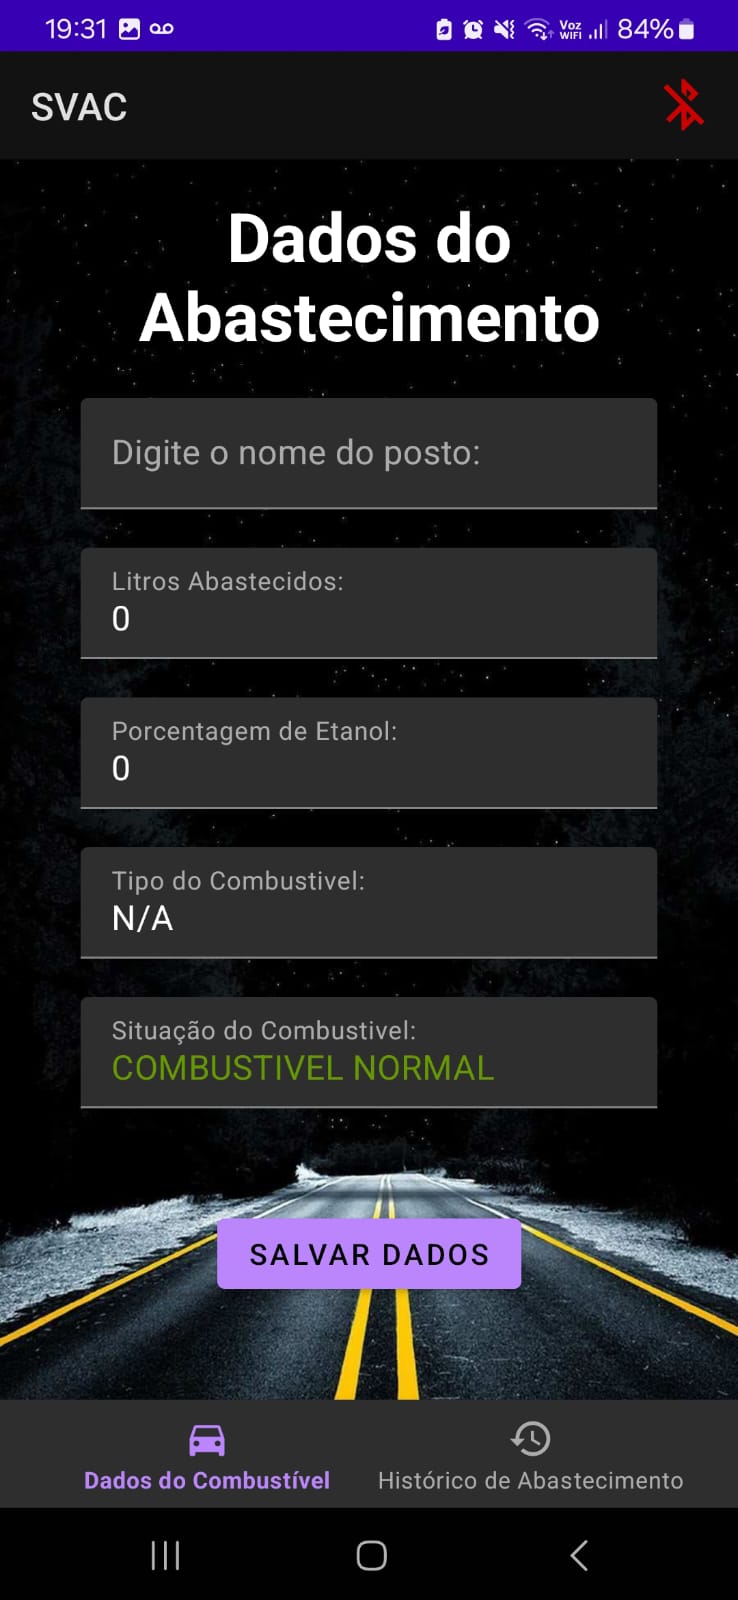 19:31
Voz
WiFi
84%
SVAC
Dados do
Abastecimento
Digite o nome do posto:
Litros Abastecidos:
0
Porcentagem de Etanol:
0
Tipo do Combustivel:
N/A
Situação do Combustivel:
COMBUSTIVEL NORMAL
SALVAR DADOS
Dados do Combustível
Histórico de Abastecimento